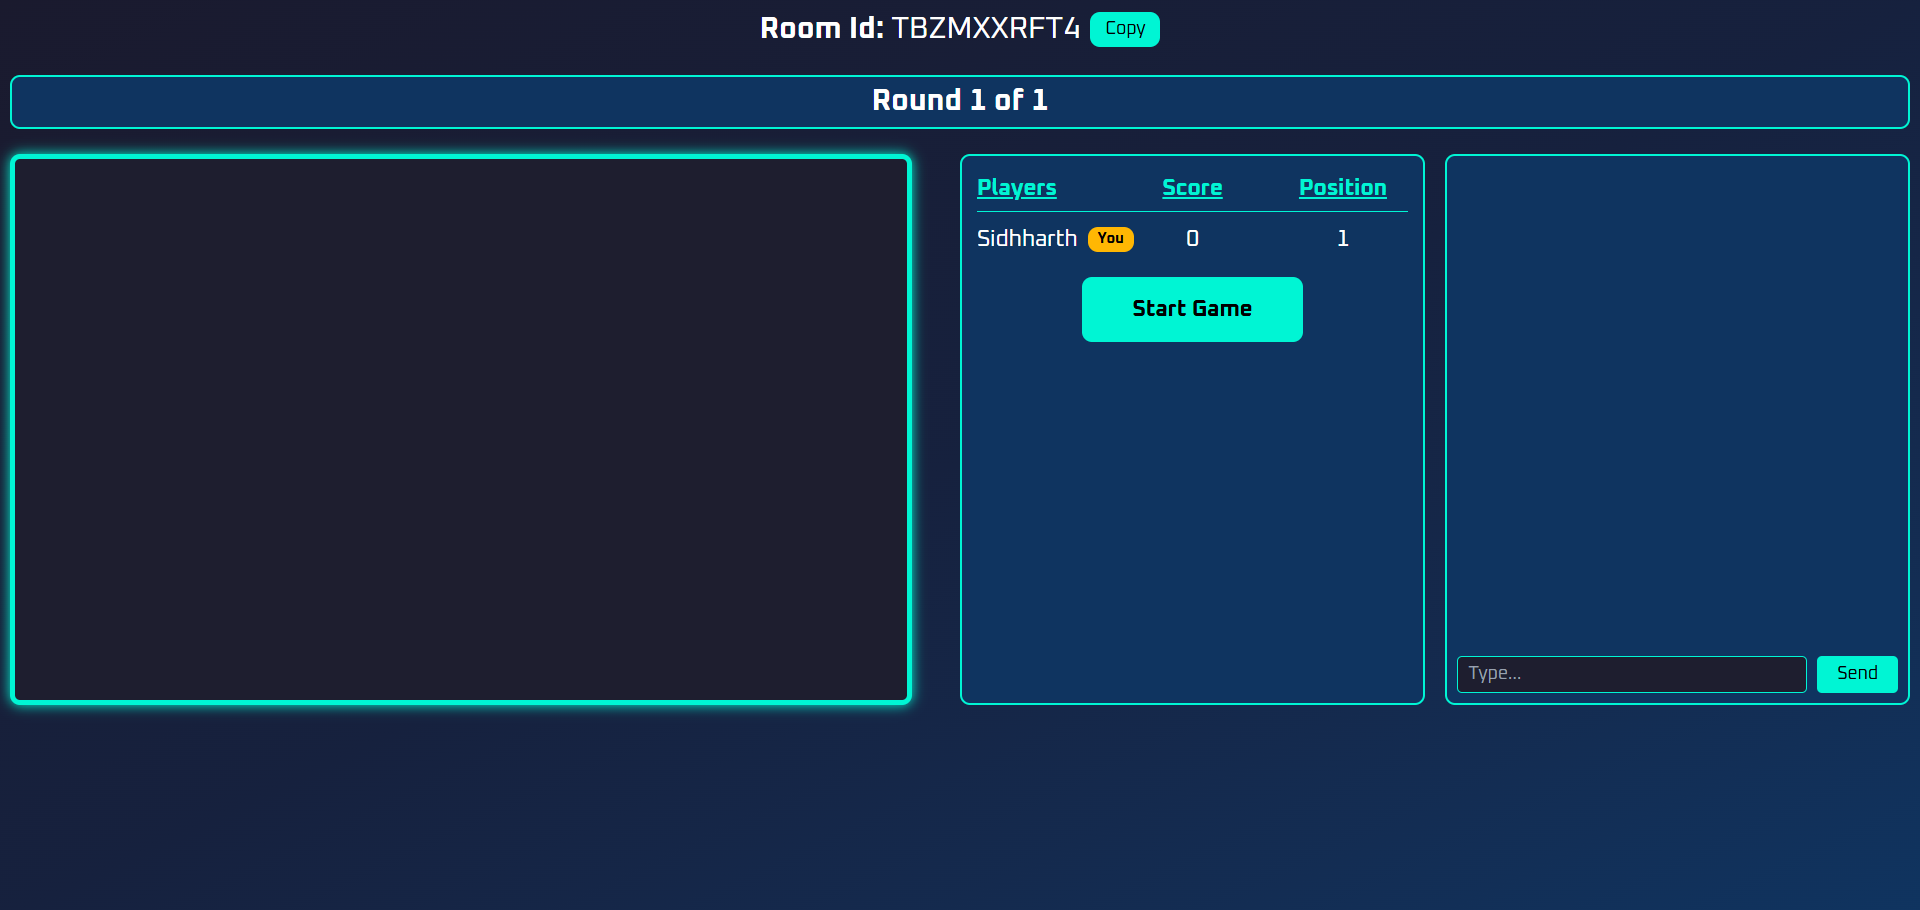 Room Id: TBZMXXRFT4 Copy
Round 1 of 1
Players Score Position
Sidhharth You 0 1
Start Game
Type...
Send